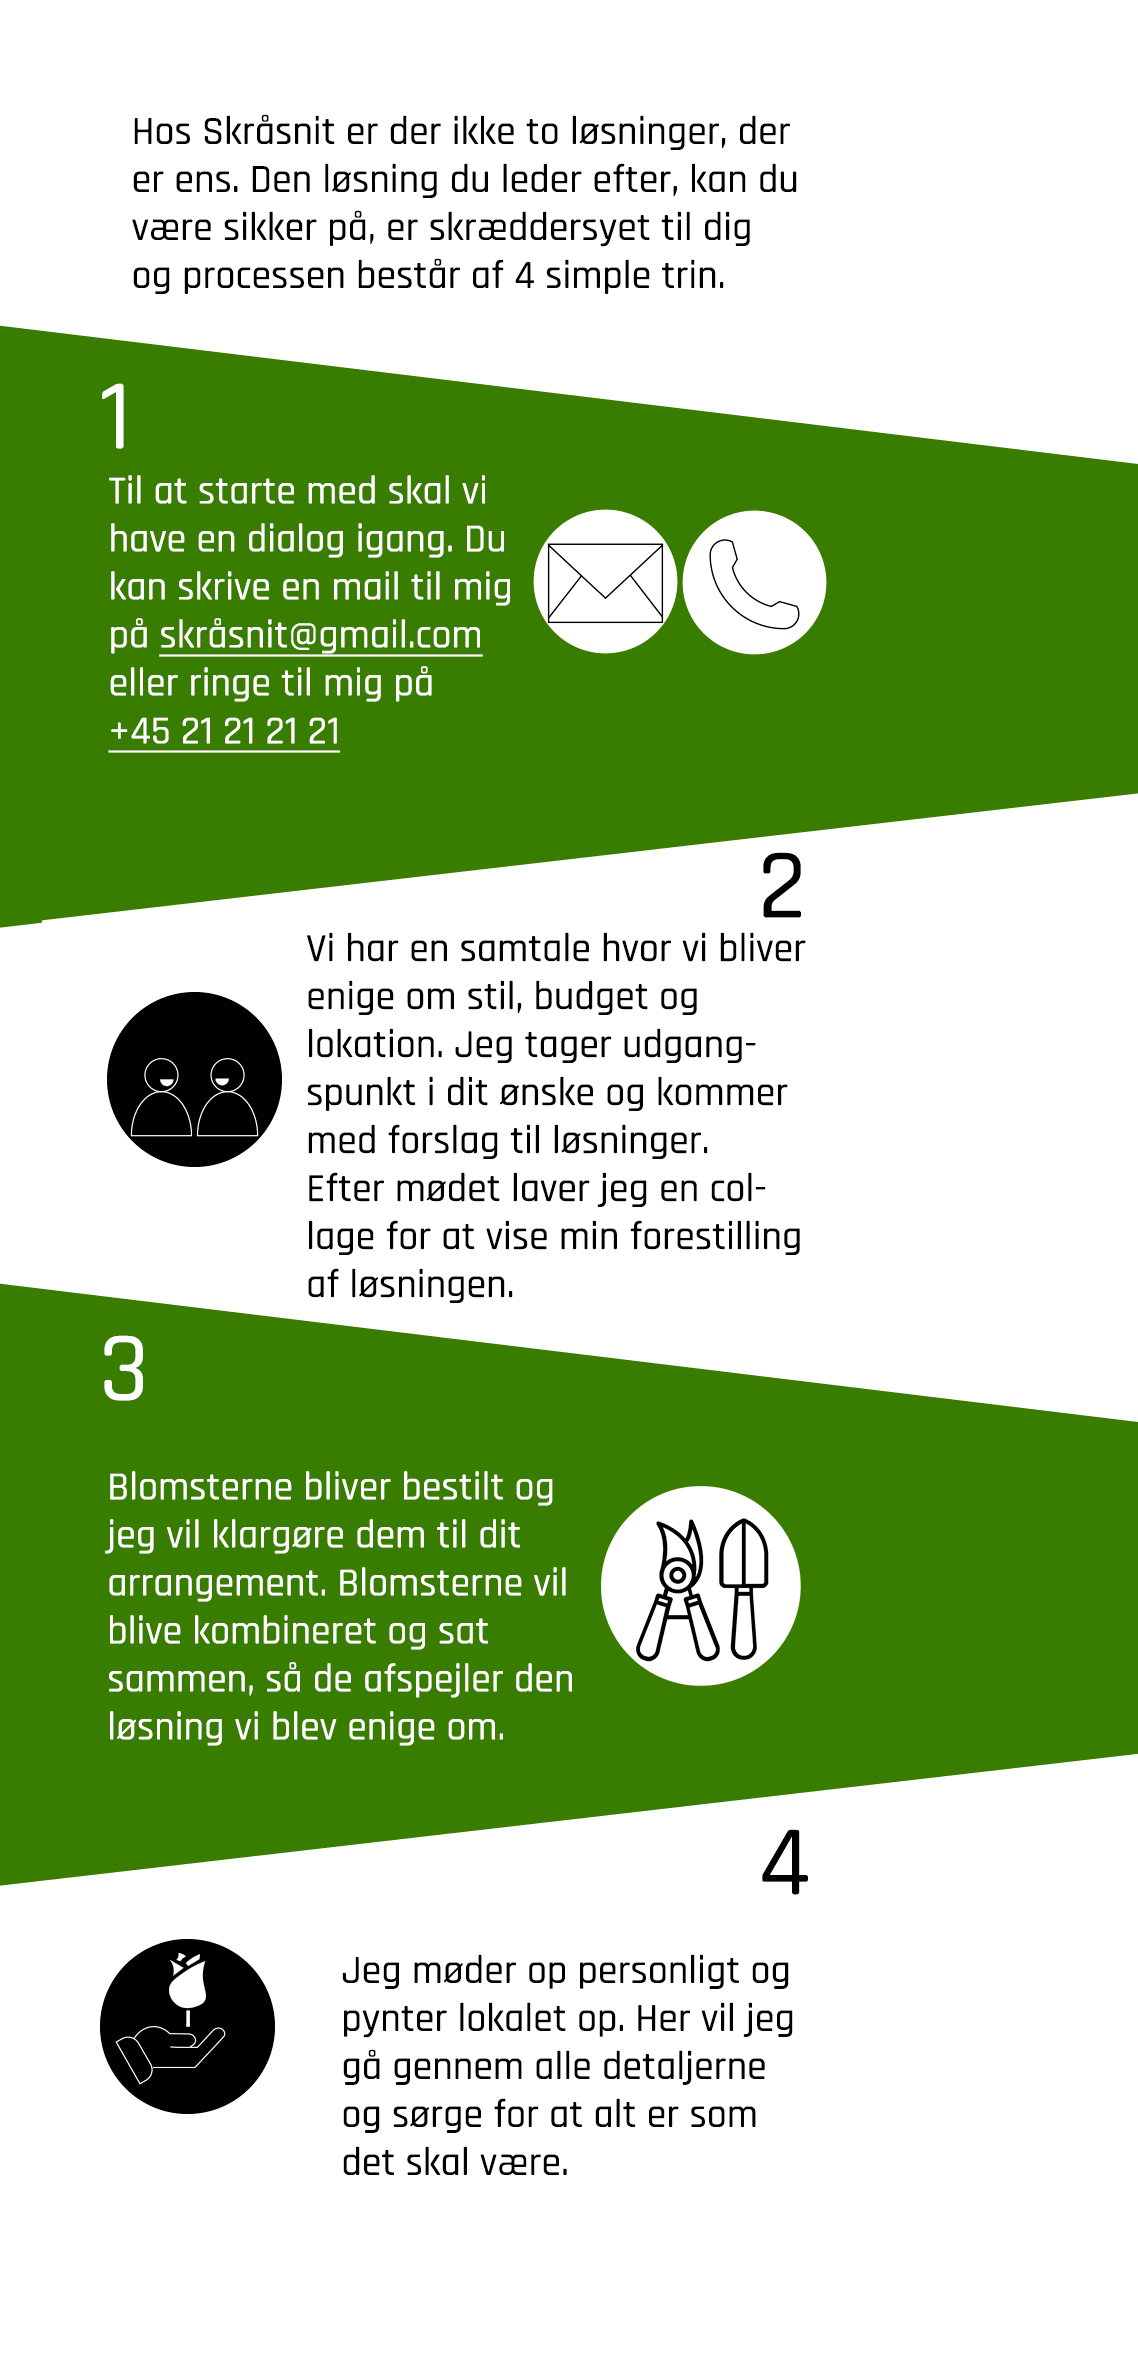 Hos Skråsnit er der ikke to løsninger, der
er ens. Den løsning du leder efter, kan du
være sikker på, er skræddersyet til dig
og processen består af 4 simple trin.
1
Til at starte med skal vi
have en dialog igang. Du
kan skrive en mail til mig
på skråsnit@gmail.com
eller ringe til mig på
+45 21 21 21 21
2
Vi har en samtale hvor vi bliver
enige om stil, budget og
lokation. Jeg tager udgang-
spunkt i dit ønske og kommer
med forslag til løsninger.
Efter mødet laver jeg en col-
lage for at vise min forestilling
af løsningen.
3
Blomsterne bliver bestilt og
jeg vil klargøre dem til dit
arrangement. Blomsterne vil
blive kombineret og sat
sammen, så de afspejler den
løsning vi blev enige om.
4
Jeg møder op personligt og
pynter lokalet op. Her vil jeg
gå gennem alle detaljerne
og sørge for at alt er som
det skal være.